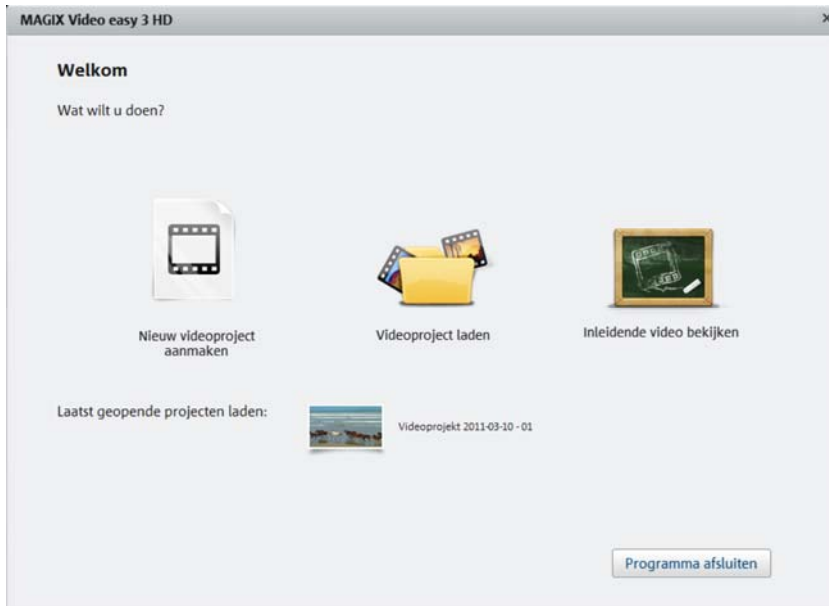 MAGIX Video easy 3 HD
Welkom
Wat wilt u doen?
Nieuw videoproject
aanmaken
Videoproject laden
Inleidende video bekijken
Laatst geopende projecten laden:
Videoprojekt 2011-03-10 - 01
Programma afsluiten